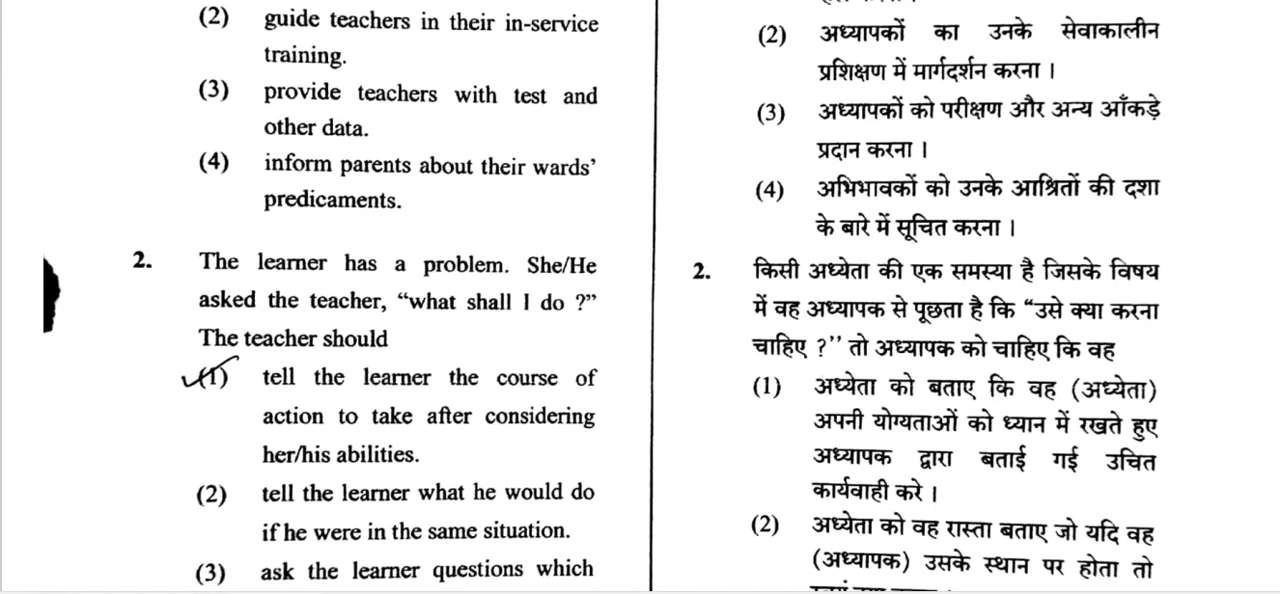 (2) guide teachers in their in-service
training.
(3) provide teachers with test and
other data.
(4) inform parents about their wards'
predicaments.
2. The learner has a problem. She/He
asked the teacher, “what shall I do ?”
The teacher should
(1) tell the learner the course of
action to take after considering
her/his abilities.
(2) tell the learner what he would do
if he were in the same situation.
(3) ask the learner questions which
(2) अध्यापकों का उनके सेवाकालीन
प्रशिक्षण में मार्गदर्शन करना ।
(3) अध्यापकों को परीक्षण और अन्य आँकड़े
प्रदान करना ।
(4) अभिभावकों को उनके आश्रितों की दशा
के बारे में सूचित करना ।
2. किसी अध्येता की एक समस्या है जिसके विषय
में वह अध्यापक से पूछता है कि “उसे क्या करना
चाहिए ?’’ तो अध्यापक को चाहिए कि वह
(1) अध्येता को बताए कि वह (अध्येता)
अपनी योग्यताओं को ध्यान में रखते हुए
अध्यापक द्वारा बताई गई उचित
कार्यवाही करे ।
(2) अध्येता को वह रास्ता बताए जो यदि वह
(अध्यापक) उसके स्थान पर होता तो